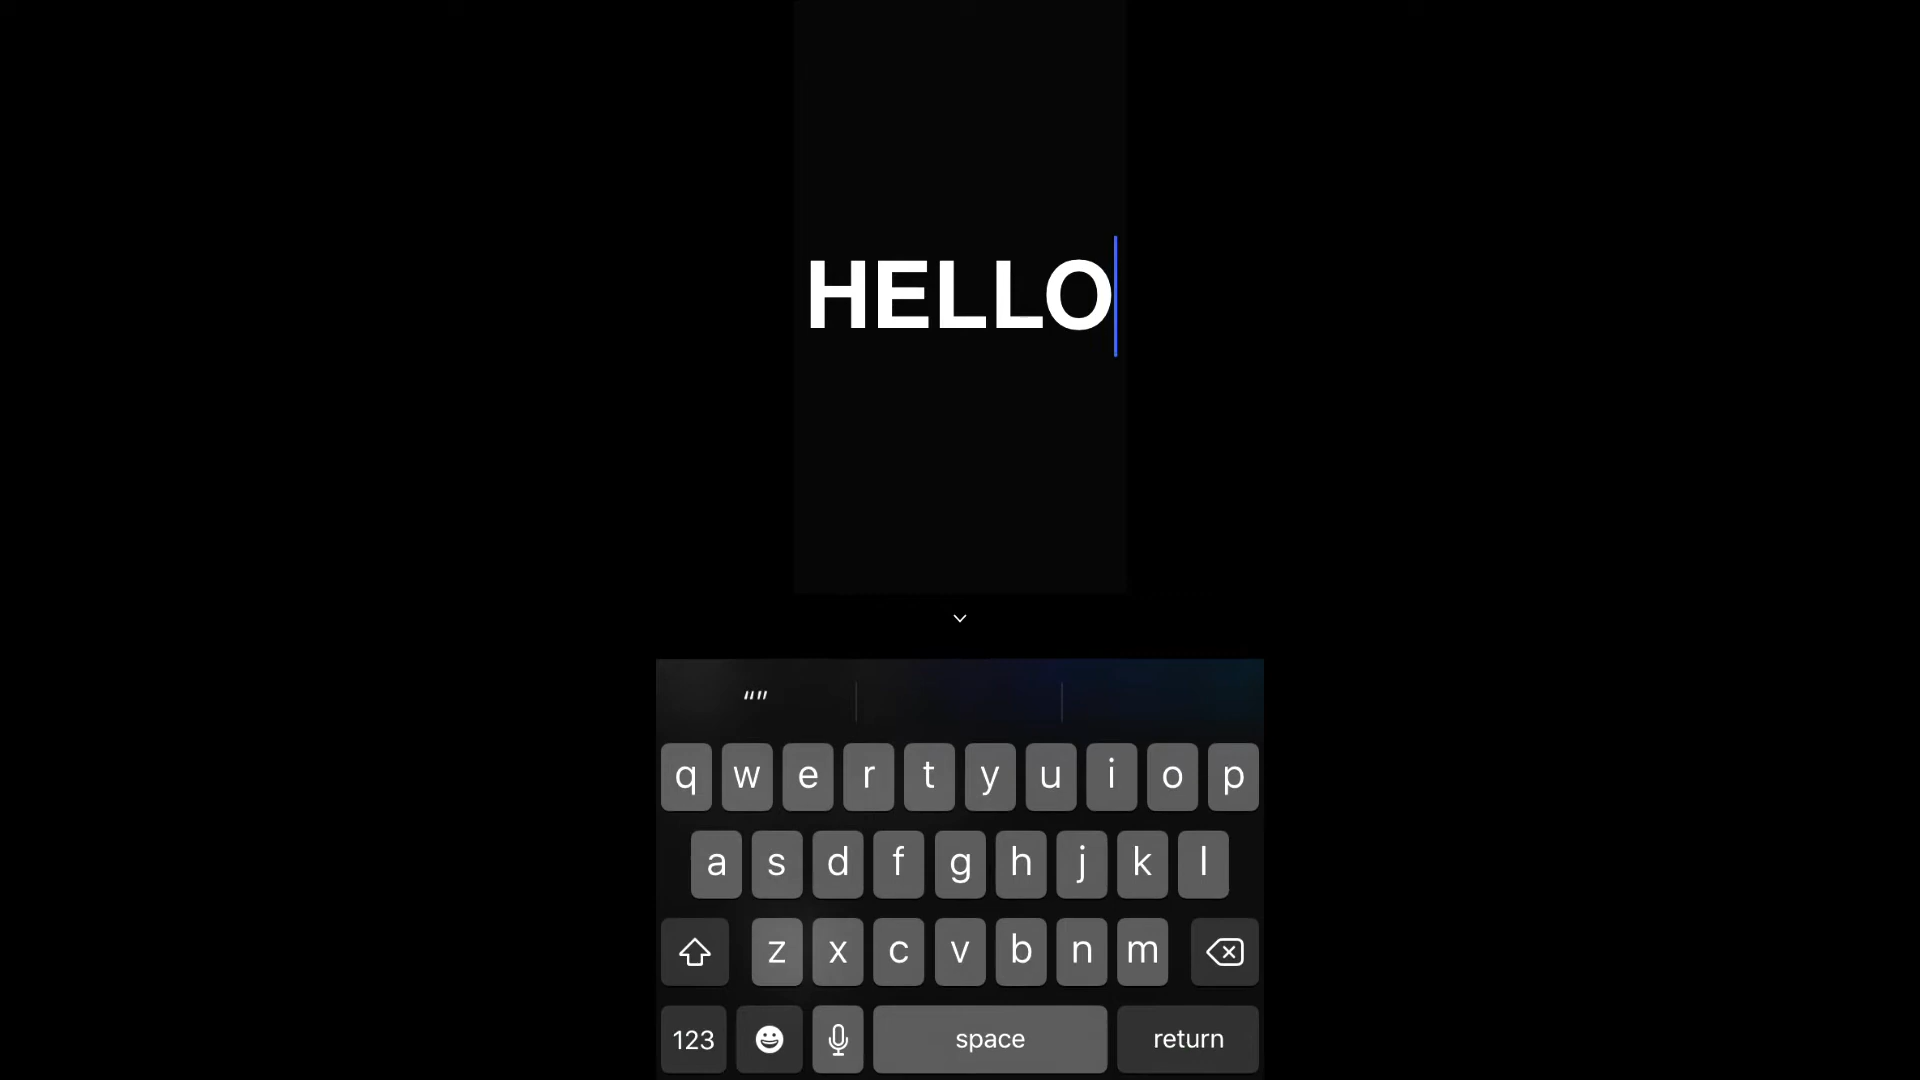 HELLO
“”
q w e r t y u i o p
a s d f g h j k l
z x c v b n m
123 space return